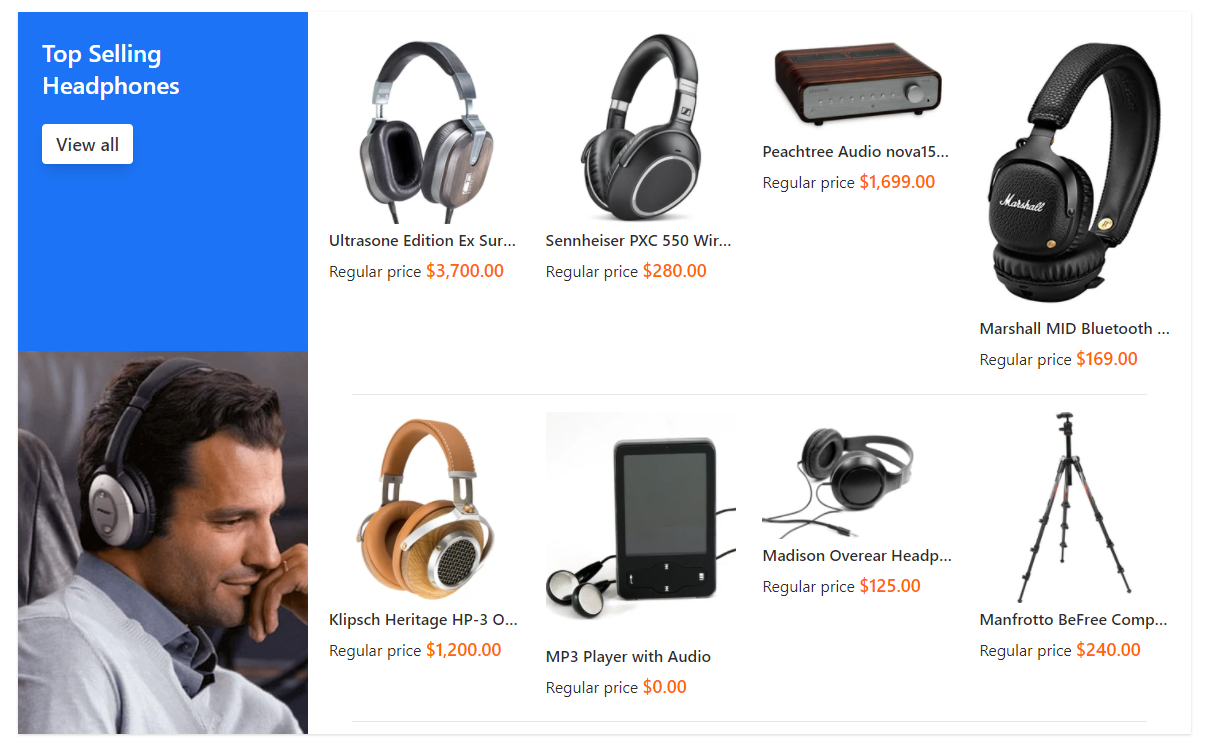 Top Selling
Headphones
View all
Ultrasone Edition Ex Sur...
Regular price $3,700.00
Sennheiser PXC 550 Wir...
Regular price $280.00
Peachtree Audio nova15...
Regular price $1,699.00
Marshall
Marshall MID Bluetooth ...
Regular price $169.00
Klipsch Heritage HP-3 O...
Regular price $1,200.00
MP3 Player with Audio
Regular price $0.00
Madison Overear Headp...
Regular price $125.00
Manfrotto BeFree Comp...
Regular price $240.00